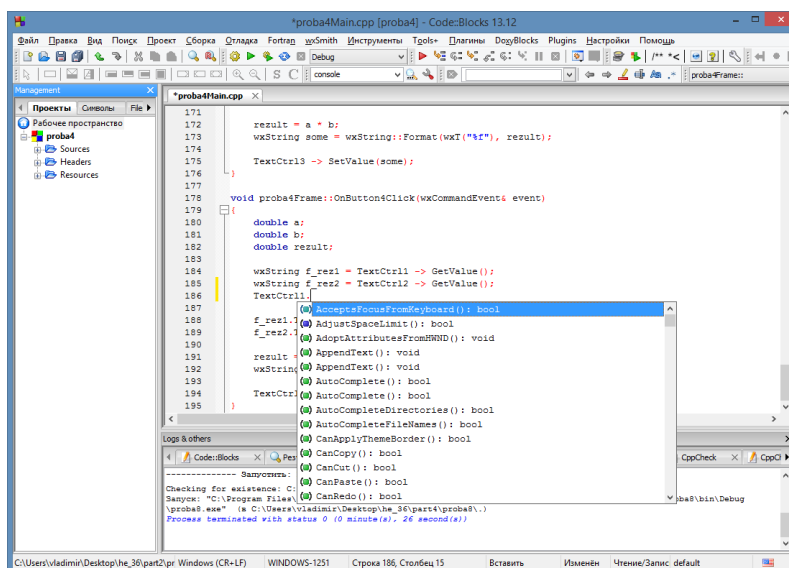 *proba4Main.cpp [proba4] - Code::Blocks 13.12
Файл Правка Вид Поиск Проект Сборка Отладка Fortran wxSmith Инструменты Tools+ Плагины DoxyBlocks Plugins Настройки Помощь
Debug
/** *<
S C console proba4Frame::
Management
*proba4Main.cpp
Проекты Символы File
Рабочее пространство
proba4
Sources
Headers
Resources
171
172 rezult = a * b;
173 wxString some = wxString::Format(wxT("%f"), rezult);
174
175 TextCtrl3 -> SetValue(some);
176 }
177
178 void proba4Frame::OnButton4Click(wxCommandEvent& event)
179 {
180 double a;
181 double b;
182 double rezult;
183
184 wxString f_rez1 = TextCtrl1 -> GetValue();
185 wxString f_rez2 = TextCtrl2 -> GetValue();
186 TextCtrl1.
187
188 f_rez1.
189 f_rez2.
190
191 rezult =
192 wxString
193
194 TextCtr
195 }
AcceptsFocusFromKeyboard(): bool
AdjustSpaceLimit(): bool
AdoptAttributesFromHWND(): void
AppendText(): void
AppendText(): void
AutoComplete(): bool
AutoComplete(): bool
AutoCompleteDirectories(): bool
AutoCompleteFileNames(): bool
CanApplyThemeBorder(): bool
CanCopy(): bool
CanCut(): bool
CanPaste(): bool
CanRedo(): bool
Logs & others
Code::Blocks Рез CppCheck CppCh
-------------- Запустить:
Checking for existence: C:
Запуск: "C:\Program Files\ oba8\bin\Debug
\proba8.exe" (в C:\Users\vladimir\Desktop\he_36\part4\proba8\.)
Process terminated with status 0 (0 minute(s), 26 second(s))
C:\Users\vladimir\Desktop\he_36\part2\pr Windows (CR+LF) WINDOWS-1251 Строка 186, Столбец 15 Вставить Изменён Чтение/Запис default